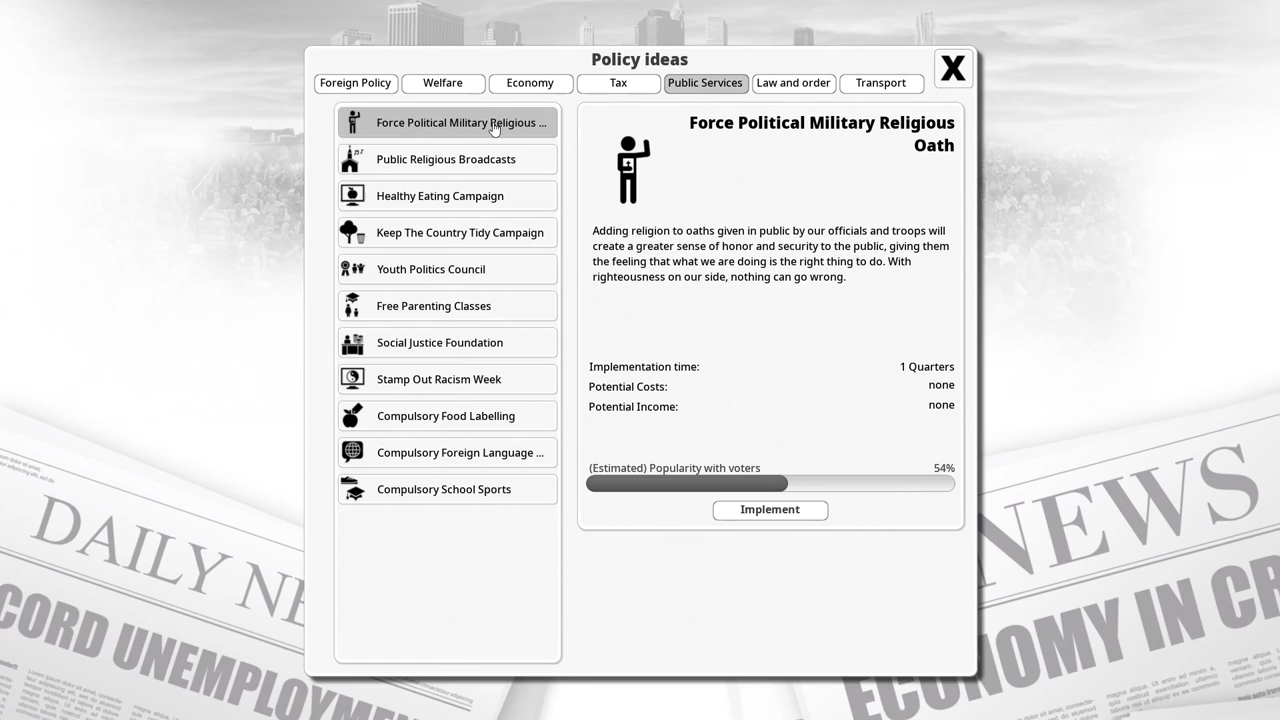 Policy ideas
X
Foreign Policy
Welfare
Economy
Tax
Public Services
Law and order
Transport
Force Political Military Religious ...
Public Religious Broadcasts
Healthy Eating Campaign
Keep The Country Tidy Campaign
Youth Politics Council
Free Parenting Classes
Social Justice Foundation
Stamp Out Racism Week
Compulsory Food Labelling
Compulsory Foreign Language ...
Compulsory School Sports
Force Political Military Religious
Oath
Adding religion to oaths given in public by our officials and troops will
create a greater sense of honor and security to the public, giving them
the feeling that what we are doing is the right thing to do. With
righteousness on our side, nothing can go wrong.
Implementation time: 1 Quarters
Potential Costs: none
Potential Income: none
(Estimated) Popularity with voters 54%
Implement
DAILY NE
CORD UNEMPLOYM
NEWS
ECONOMY IN CR